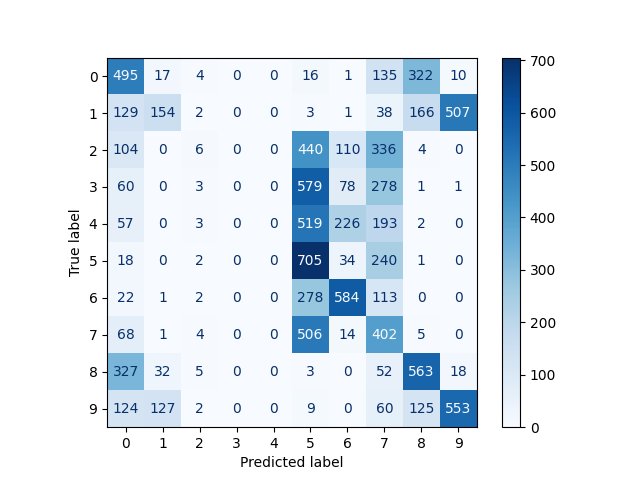 0 495 17 4 0 0 16 1 135 322 10
1 129 154 2 0 0 3 1 38 166 507
2 104 0 6 0 0 440 110 336 4 0
3 60 0 3 0 0 579 78 278 1 1
4 57 0 3 0 0 519 226 193 2 0
5 18 0 2 0 0 705 34 240 1 0
6 22 1 2 0 0 278 584 113 0 0
7 68 1 4 0 0 506 14 402 5 0
8 327 32 5 0 0 3 0 52 563 18
9 124 127 2 0 0 9 0 60 125 553
0 1 2 3 4 5 6 7 8 9
Predicted label
True label
700
600
500
400
300
200
100
0